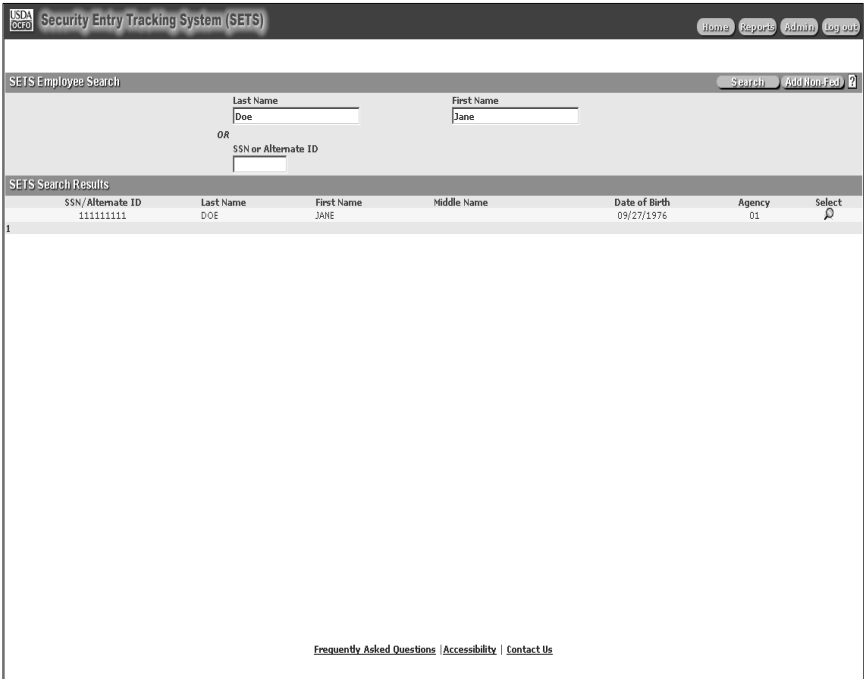 USDA OCFO Security Entry Tracking System (SETS) Home Reports Admin Log out
SETS Employee Search Search Add Non-Fed ?
Last Name First Name
Doe Jane
OR
SSN or Alternate ID
SETS Search Results
SSN/Alternate ID Last Name First Name Middle Name Date of Birth Agency Select
111111111 DOE JANE 09/27/1976 01
1
Frequently Asked Questions | Accessibility | Contact Us